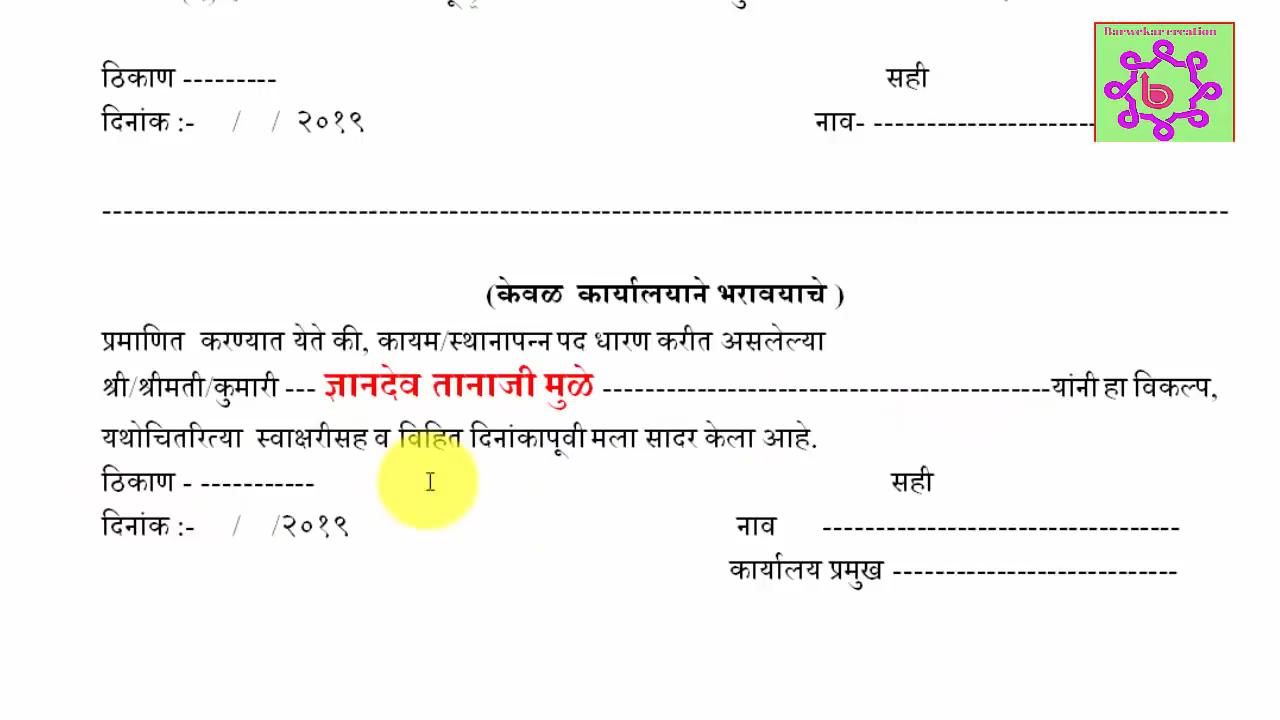 Barwekar creation
ठिकाण --------- सही
दिनांक :- / / २०१९ नाव- ---------------------
-----------------------------------------------------------------------------------------------------------
(केवळ कार्यालयाने भरावयाचे )
प्रमाणित करण्यात येते की, कायम/स्थानापन्न पद धारण करीत असलेल्या
श्री/श्रीमती/कुमारी --- ज्ञानदेव तानाजी मुळे ------------------------------------------यांनी हा विकल्प,
यथोचितरित्या स्वाक्षरीसह व विहित दिनांकापूवी मला सादर केला आहे.
ठिकाण - ----------- सही
दिनांक :- / /२०१९ नाव ----------------------------------
कार्यालय प्रमुख ---------------------------